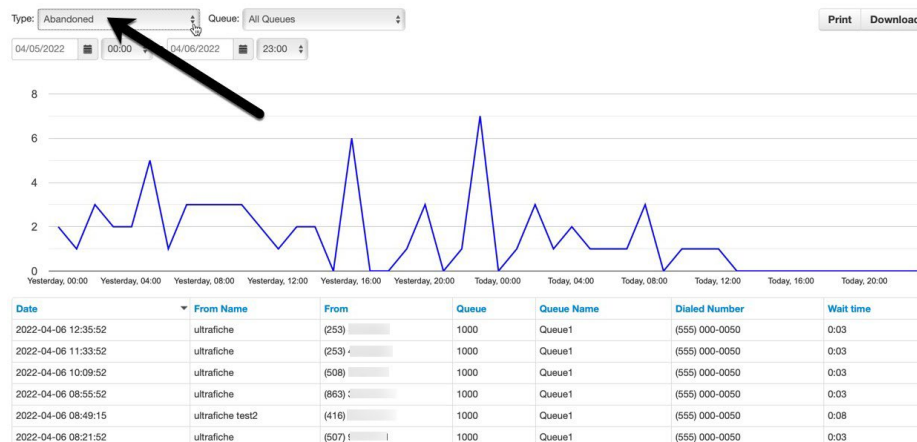 Type: Abandoned Queue: All Queues Print Download
04/05/2022 00:00 04/06/2022 23:00
8
6
4
2
0
Yesterday, 00:00 Yesterday, 04:00 Yesterday, 08:00 Yesterday, 12:00 Yesterday, 16:00 Yesterday, 20:00 Today, 00:00 Today, 04:00 Today, 08:00 Today, 12:00 Today, 16:00 Today, 20:00
Date From Name From Queue Queue Name Dialed Number Wait time
2022-04-06 12:35:52 ultrafiche (253) 1000 Queue1 (555) 000-0050 0:03
2022-04-06 11:33:52 ultrafiche (253) 1000 Queue1 (555) 000-0050 0:03
2022-04-06 10:09:52 ultrafiche (508) 1000 Queue1 (555) 000-0050 0:03
2022-04-06 08:55:52 ultrafiche (863) 1000 Queue1 (555) 000-0050 0:03
2022-04-06 08:49:15 ultrafiche test2 (416) 1000 Queue1 (555) 000-0050 0:08
2022-04-06 08:21:52 ultrafiche (507) 1000 Queue1 (555) 000-0050 0:03